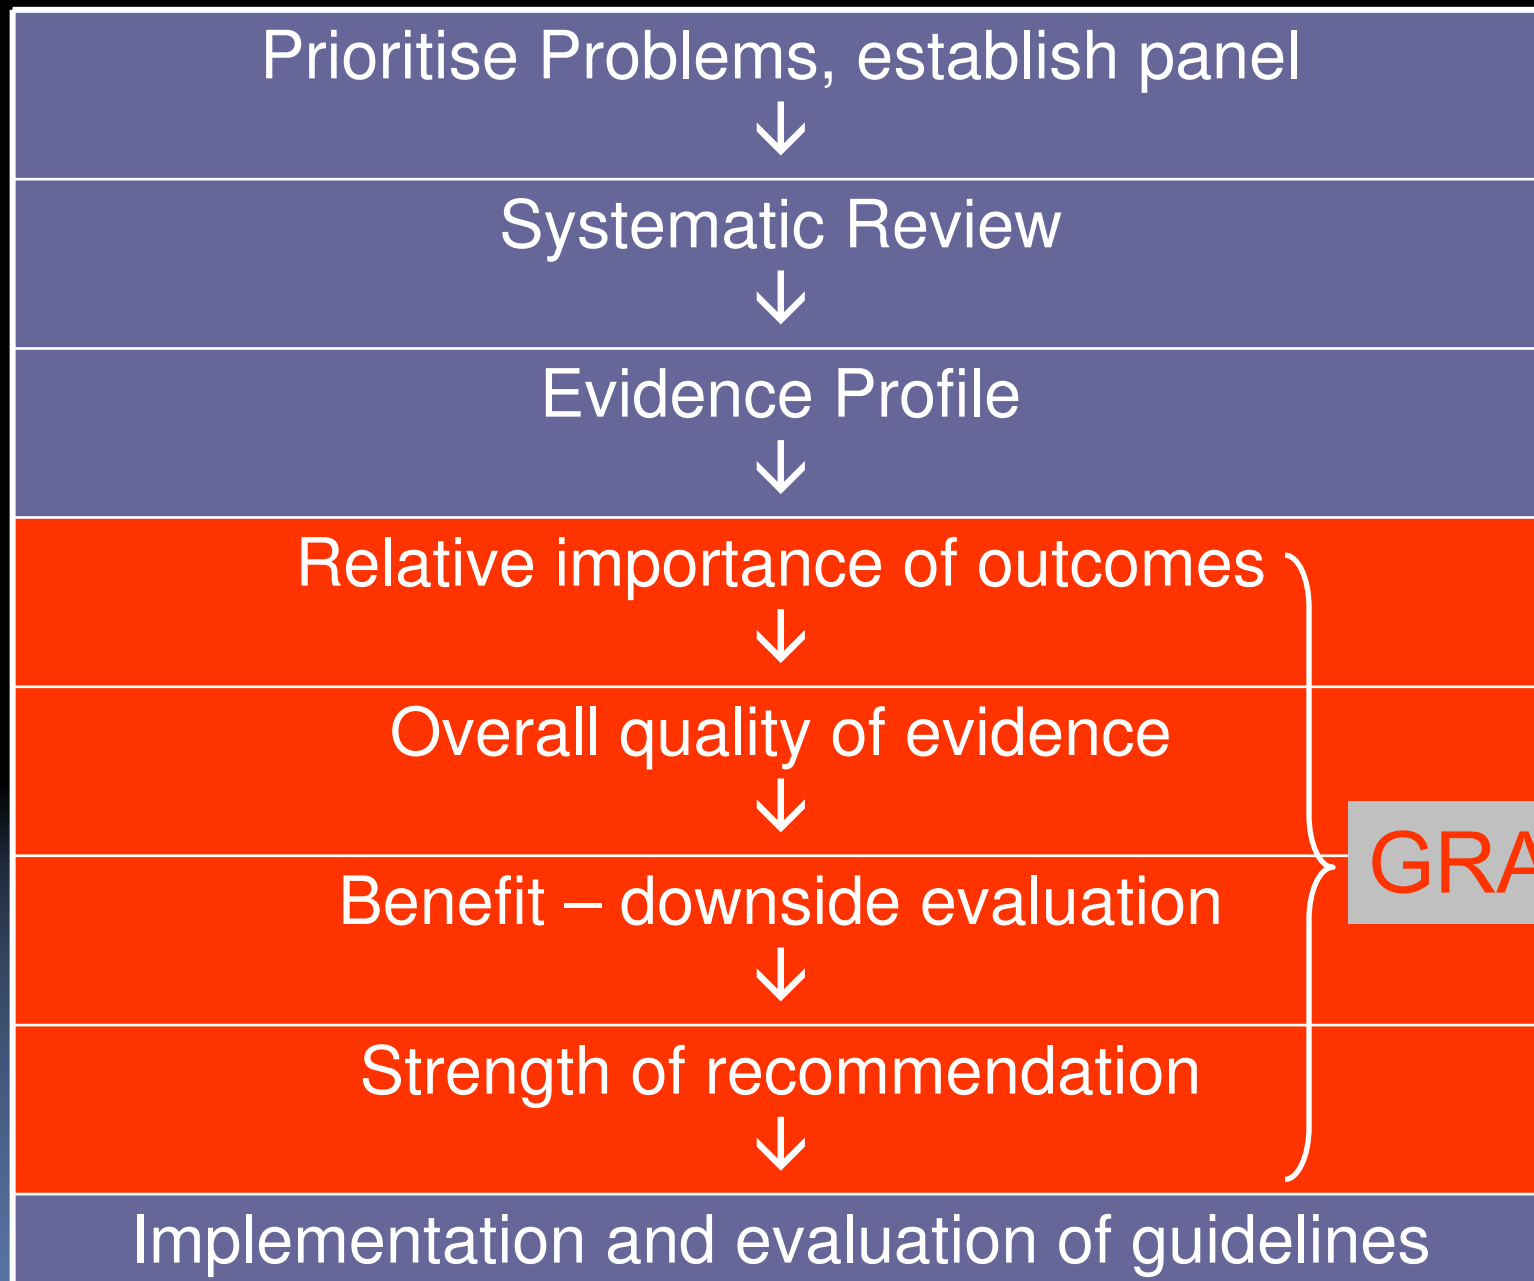 Prioritise Problems, establish panel
↓
Systematic Review
↓
Evidence Profile
↓
Relative importance of outcomes
↓
Overall quality of evidence
↓
GRA
Benefit – downside evaluation
↓
Strength of recommendation
↓
Implementation and evaluation of guidelines